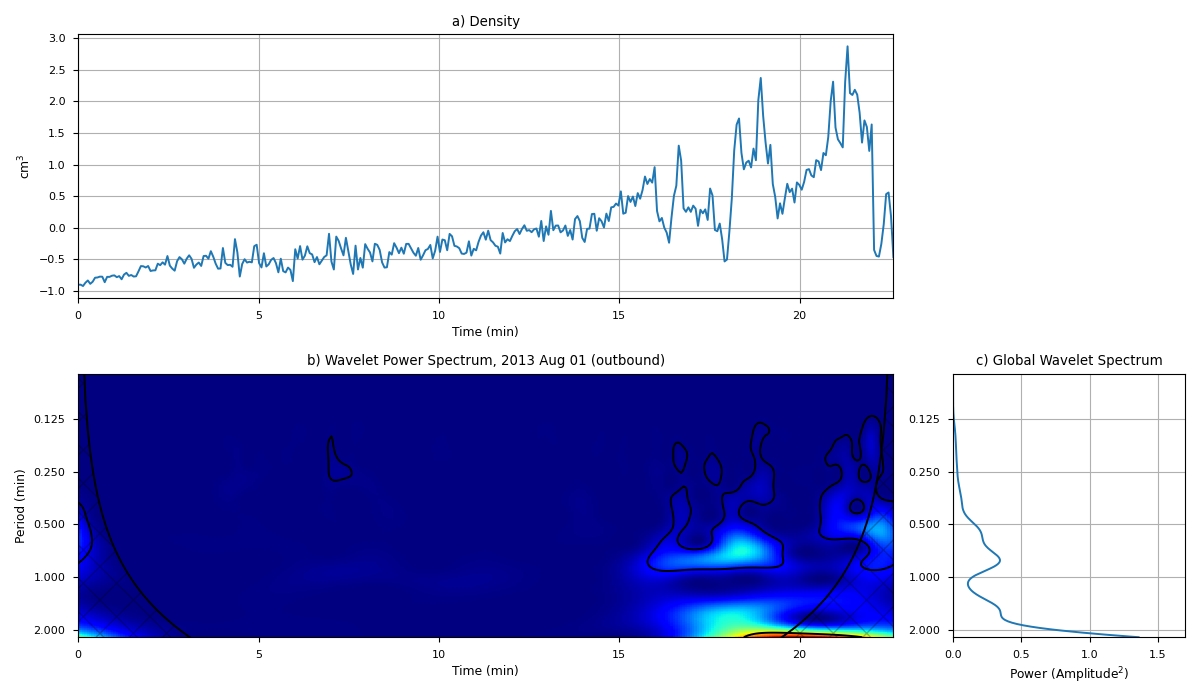 a) Density
3.0
2.5
2.0
1.5
1.0
0.5
0.0
−0.5
−1.0
cm³
0 5 10 15 20
Time (min)
b) Wavelet Power Spectrum, 2013 Aug 01 (outbound)
0.125
0.250
0.500
1.000
2.000
Period (min)
0 5 10 15 20
Time (min)
c) Global Wavelet Spectrum
0.125
0.250
0.500
1.000
2.000
0.0 0.5 1.0 1.5
Power (Amplitude²)